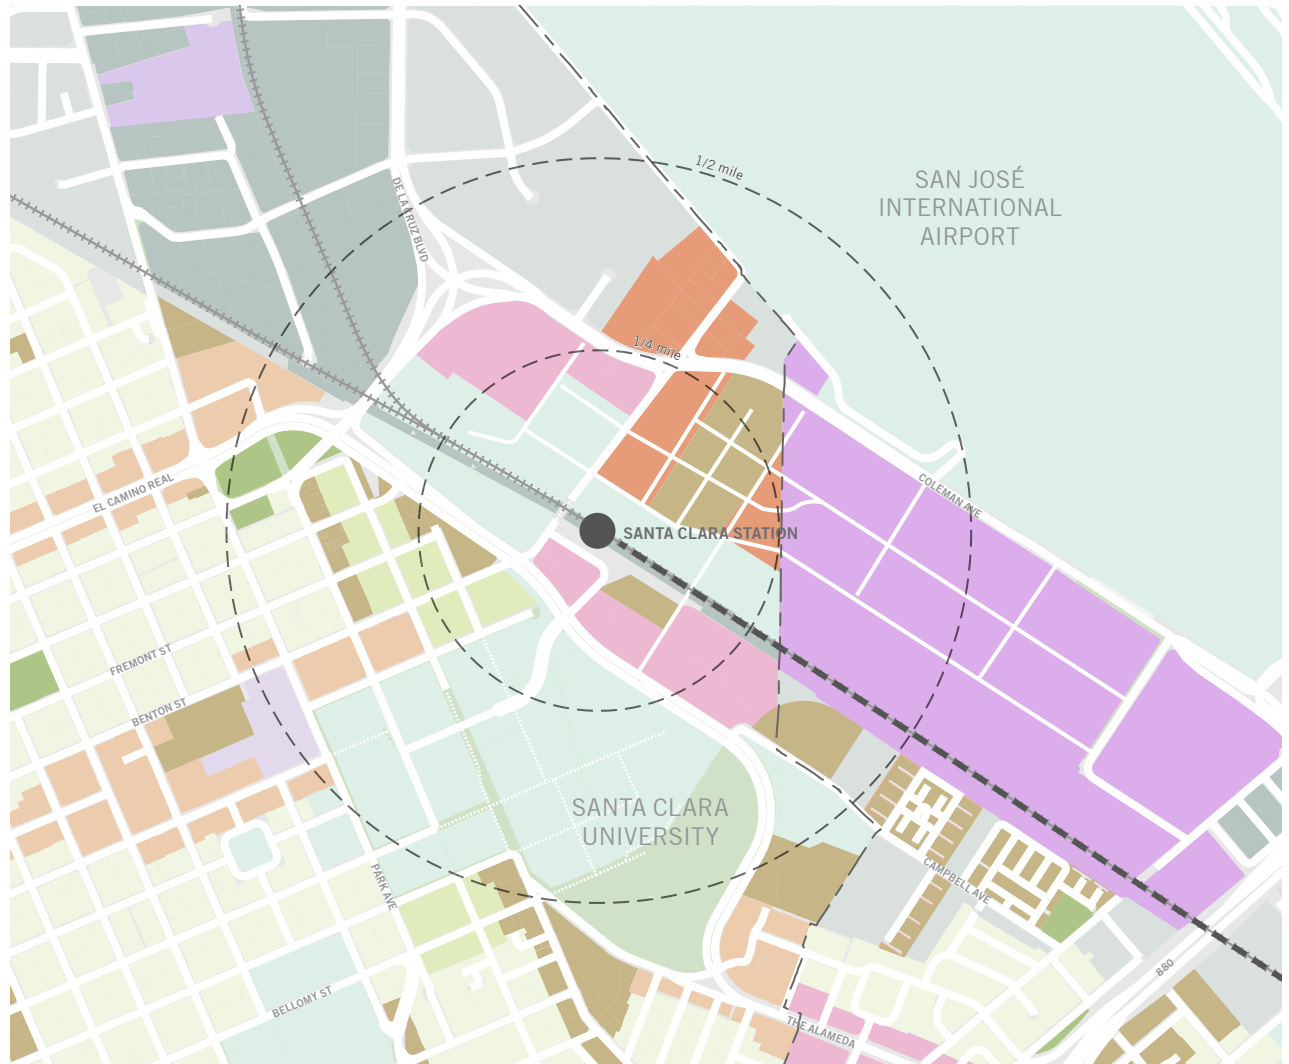 1/2 mile
SAN JOSÉ
INTERNATIONAL
AIRPORT
DE LA CRUZ BLVD
1/4 mile
EL CAMINO REAL
COLEMAN AVE
SANTA CLARA STATION
FREMONT ST
BENTON ST
SANTA CLARA
UNIVERSITY
PARK AVE
CAMPBELL AVE
880
BELLOMY ST
THE ALAMEDA